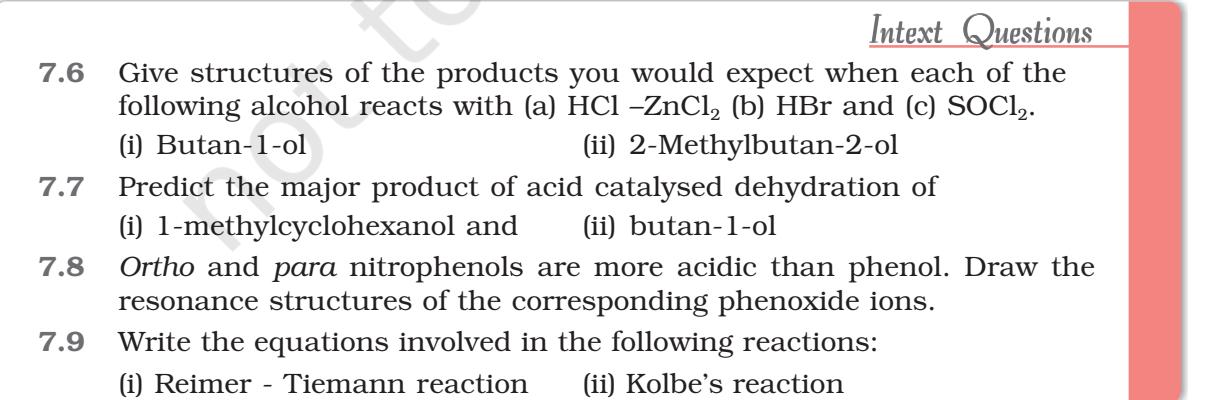 Intext Questions
7.6 Give structures of the products you would expect when each of the
following alcohol reacts with (a) HCl –ZnCl₂ (b) HBr and (c) SOCl₂.
(i) Butan-1-ol (ii) 2-Methylbutan-2-ol
7.7 Predict the major product of acid catalysed dehydration of
(i) 1-methylcyclohexanol and (ii) butan-1-ol
7.8 Ortho and para nitrophenols are more acidic than phenol. Draw the
resonance structures of the corresponding phenoxide ions.
7.9 Write the equations involved in the following reactions:
(i) Reimer - Tiemann reaction (ii) Kolbe's reaction
not to